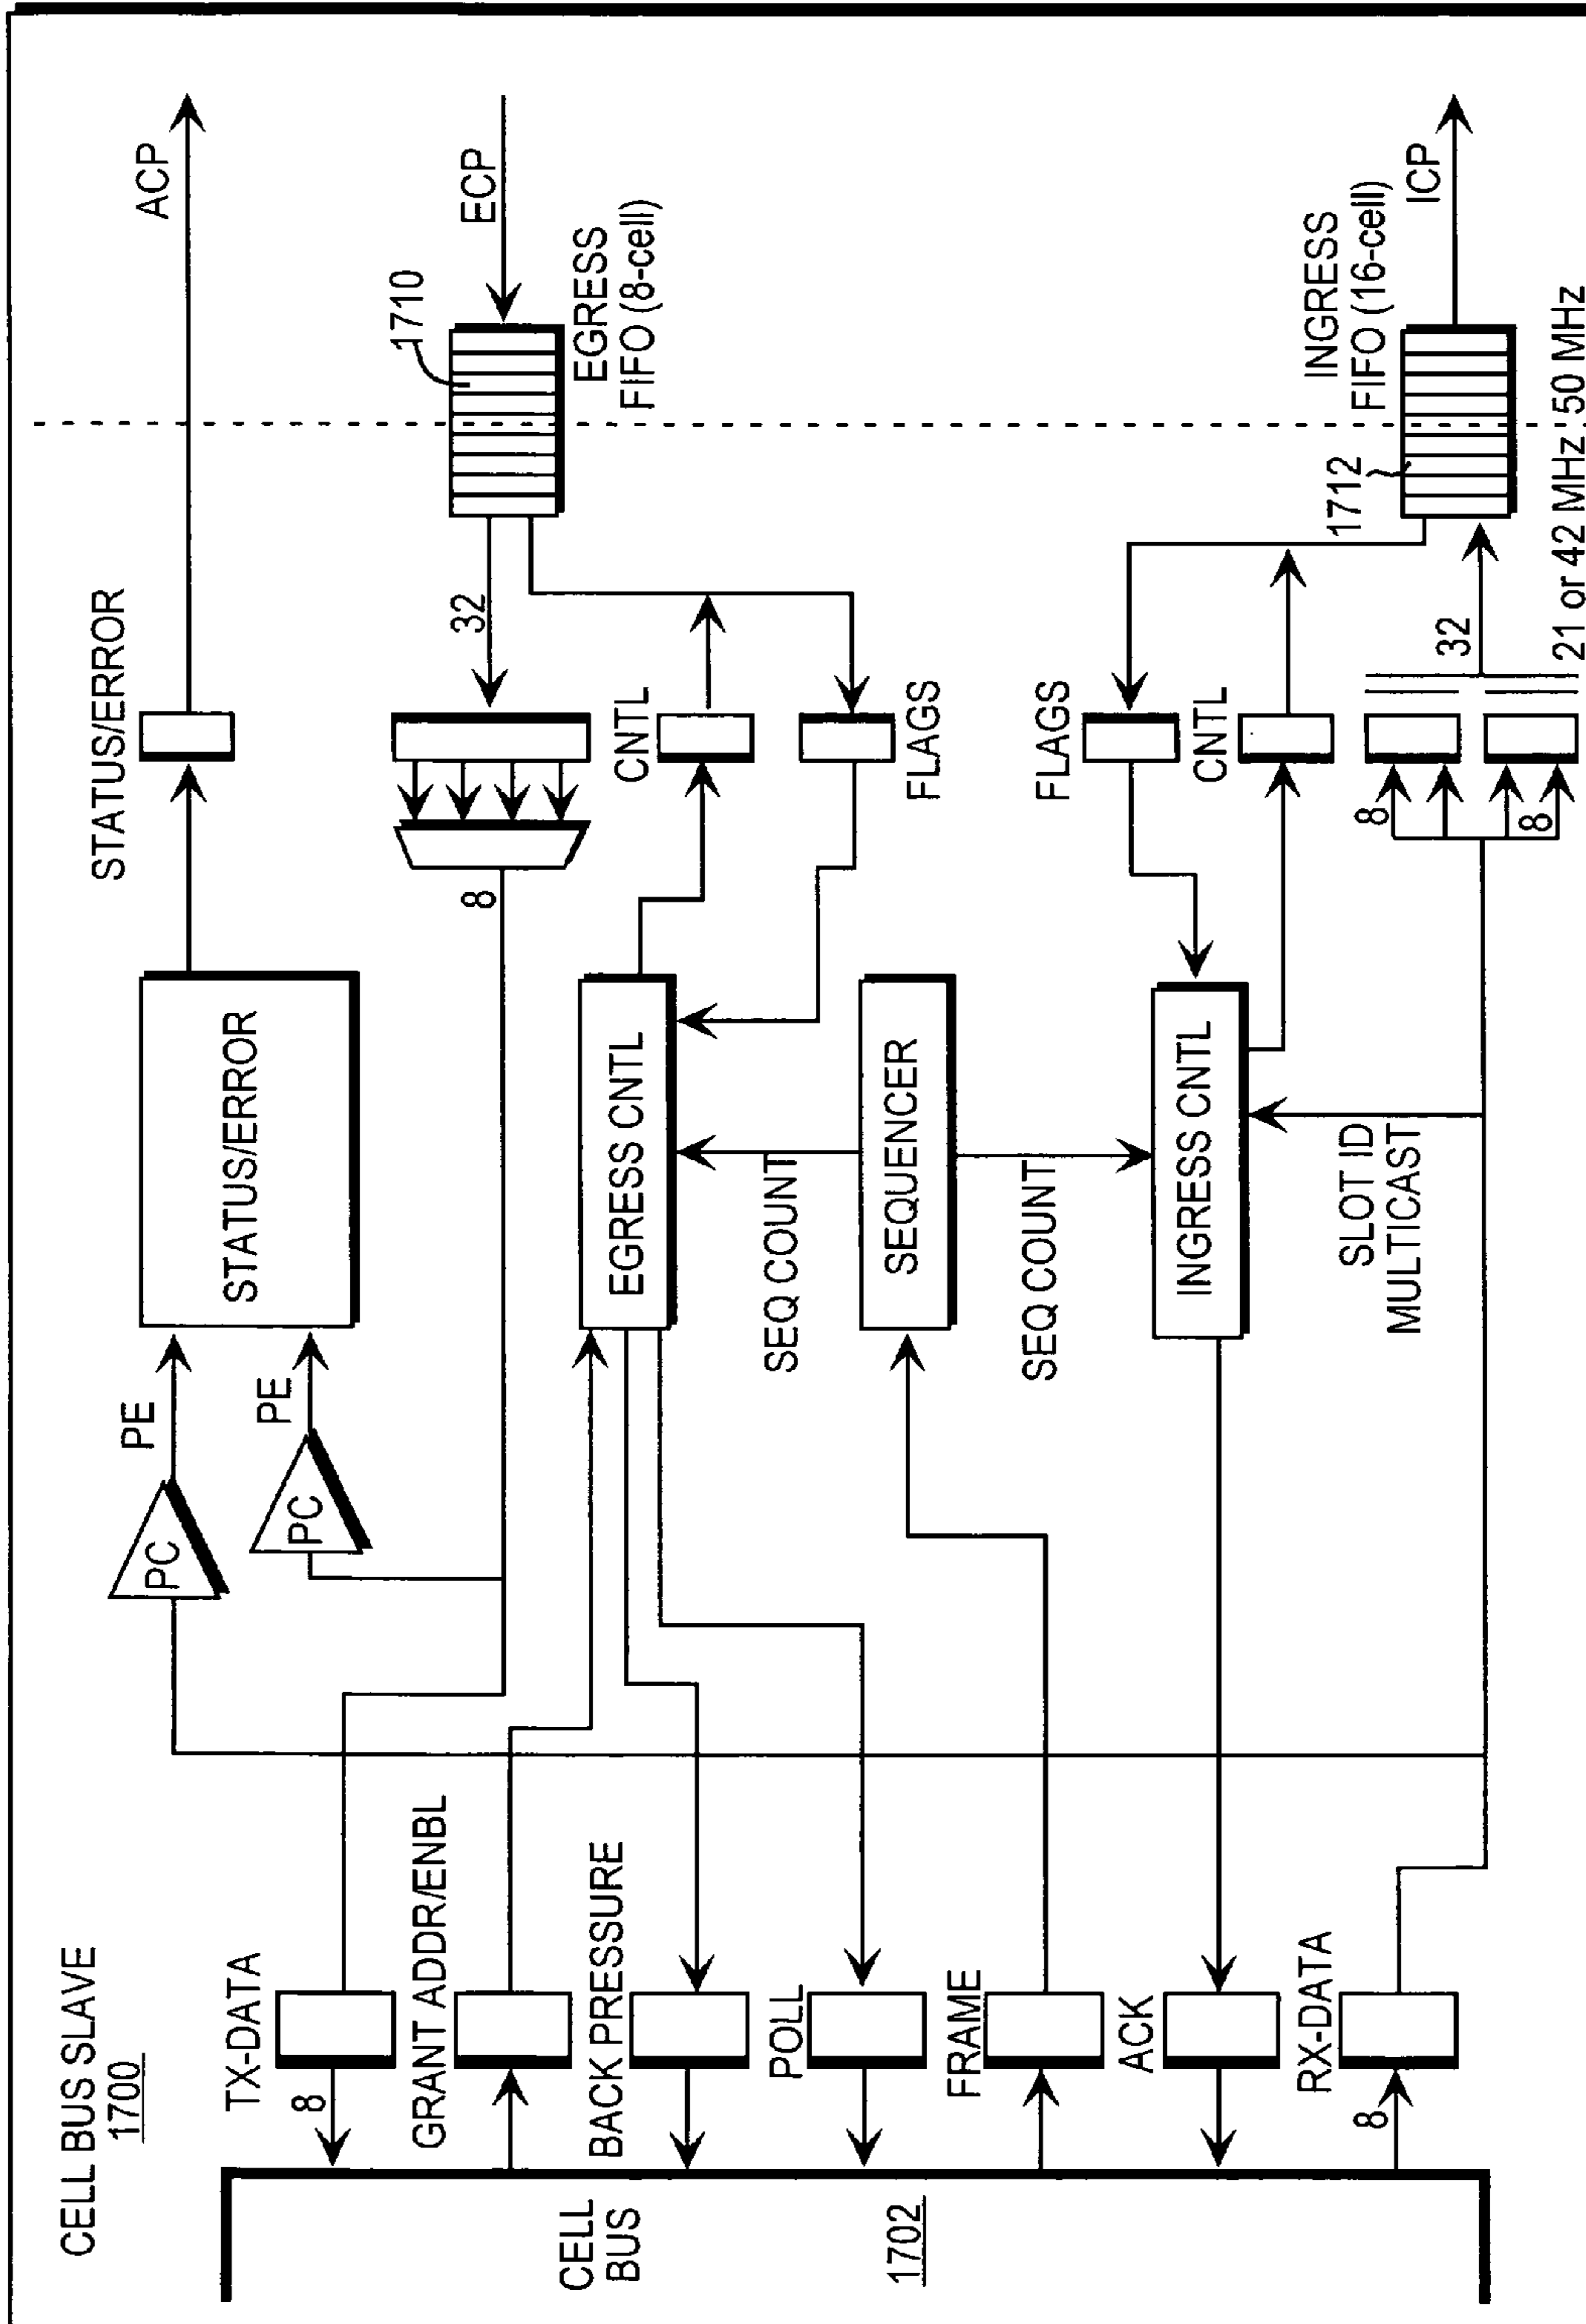 CELL BUS SLAVE
1700
CELL
BUS
1702
TX-DATA
8
GRANT ADDR/ENBL
BACK PRESSURE
POLL
FRAME
ACK
RX-DATA
8
PC
PE
PC
PE
STATUS/ERROR
EGRESS CNTL
SEQ COUNT
SEQUENCER
SEQ COUNT
INGRESS CNTL
SLOT ID
MULTICAST
STATUS/ERROR
8
32
CNTL
FLAGS
FLAGS
CNTL
8
8
32
1710
EGRESS
FIFO (8-cell)
1712
INGRESS
FIFO (16-cell)
21 or 42 MHz
50 MHz
ACP
ECP
ICP